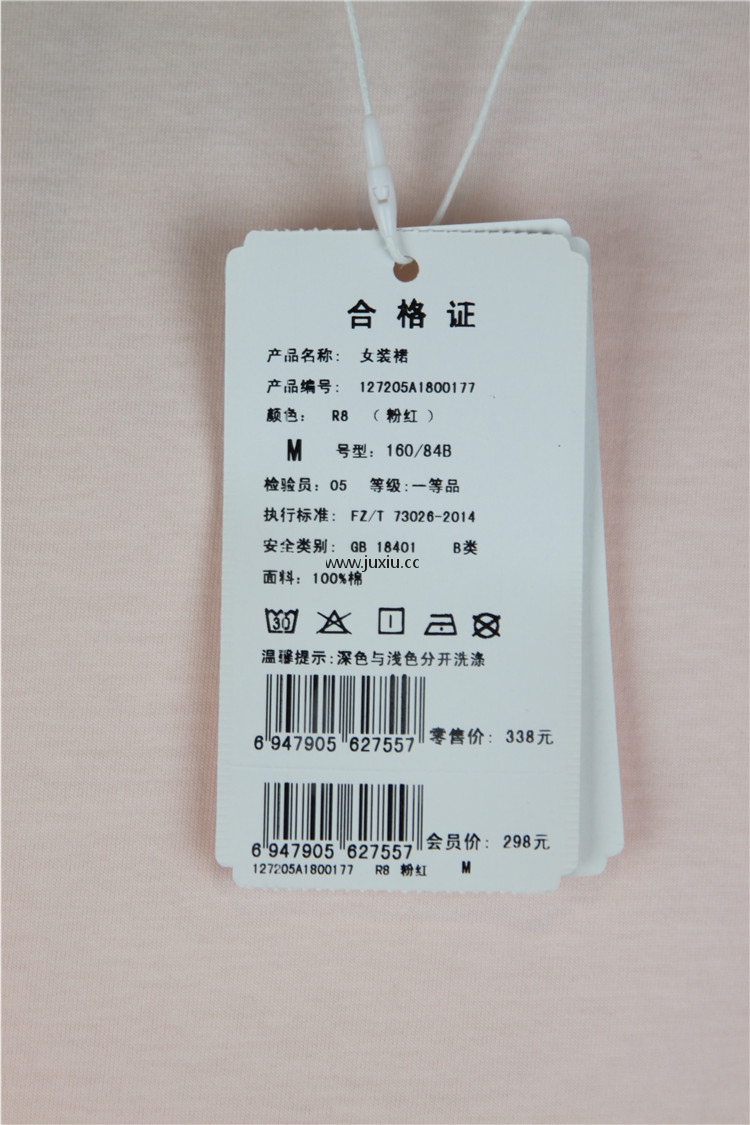 合格证
产品名称: 女装裙
产品编号: 127205A1800177
颜色: R8 (粉红)
M 号型: 160/84B
检验员: 05 等级:一等品
执行标准: FZ/T 73026-2014
安全类别: GB 18401 B类
www.juxiu.cc
面料: 100%棉
30
温馨提示:深色与浅色分开洗涤
6 947905 627557 零售价: 338元
6 947905 627557 会员价: 298元
127205A1800177 R8 粉红 M